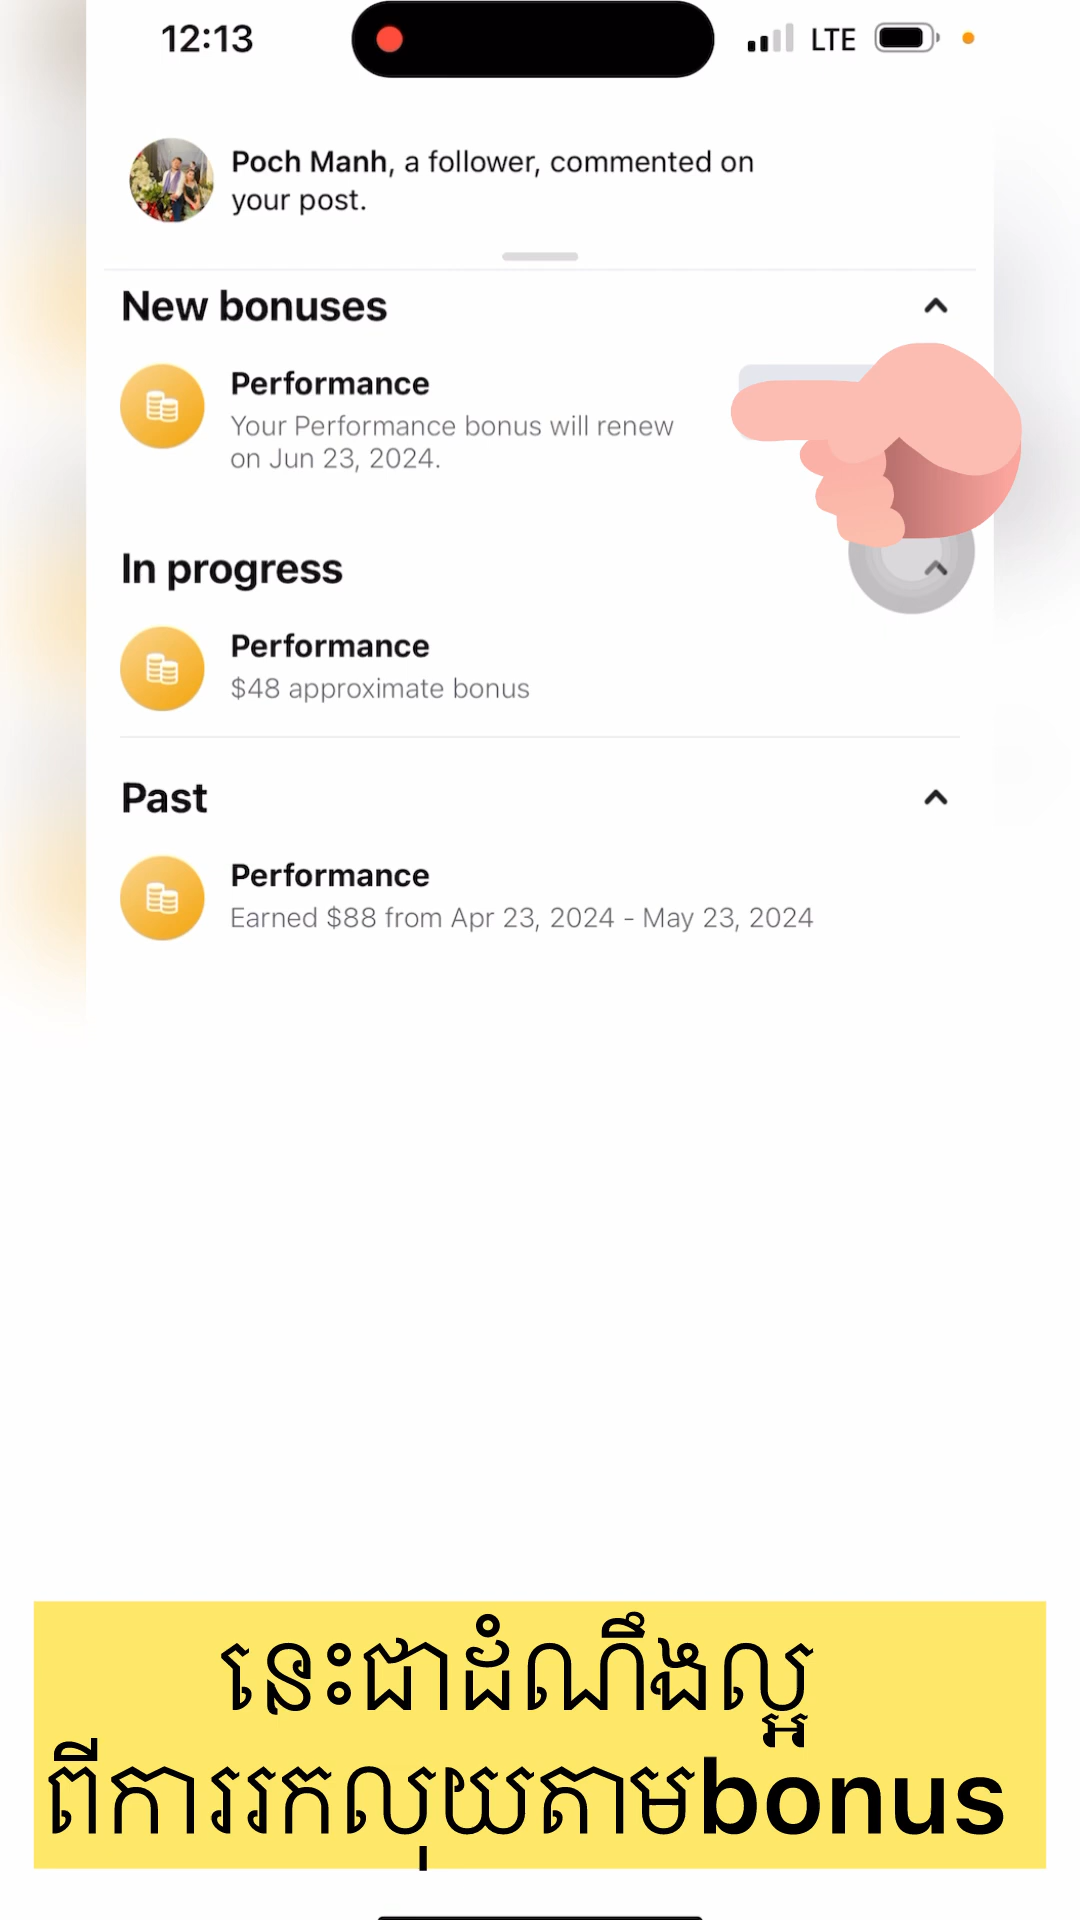 12:13
LTE
Poch Manh, a follower, commented on
your post.
New bonuses
Performance
Your Performance bonus will renew
on Jun 23, 2024.
In progress
Performance
$48 approximate bonus
Past
Performance
Earned $88 from Apr 23, 2024 - May 23, 2024
នេះជាដំណឹងល្អ
ពីការរកលុយតាមbonus